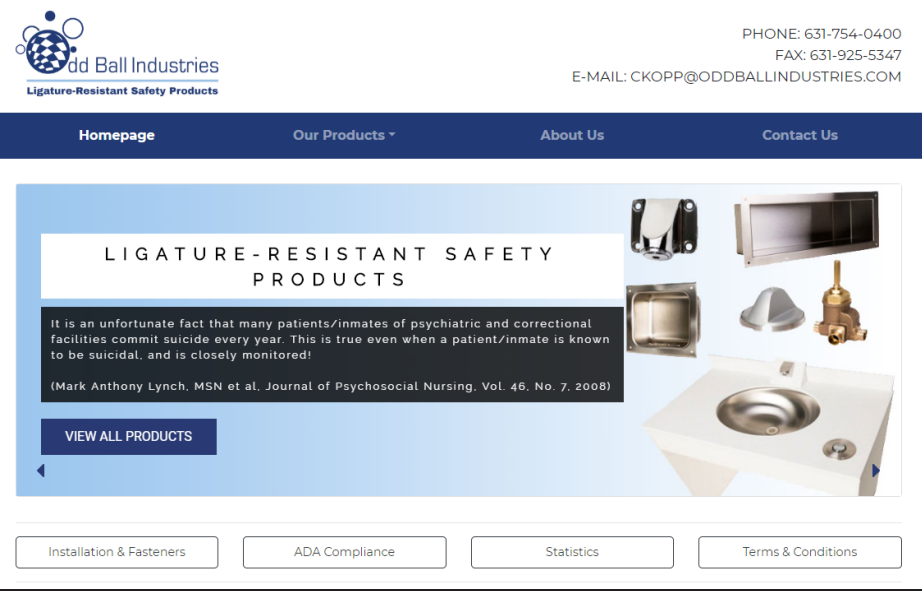 dd Ball Industries
Ligature-Resistant Safety Products
PHONE: 631-754-0400
FAX: 631-925-5347
E-MAIL: CKOPP@ODDBALLINDUSTRIES.COM
Homepage
Our Products
About Us
Contact Us
LIGATURE-RESISTANT SAFETY
PRODUCTS
It is an unfortunate fact that many patients/inmates of psychiatric and correctional
facilities commit suicide every year. This is true even when a patient/inmate is known
to be suicidal, and is closely monitored!
(Mark Anthony Lynch, MSN et al, Journal of Psychosocial Nursing, Vol. 46, No. 7, 2008)
VIEW ALL PRODUCTS
Installation & Fasteners
ADA Compliance
Statistics
Terms & Conditions